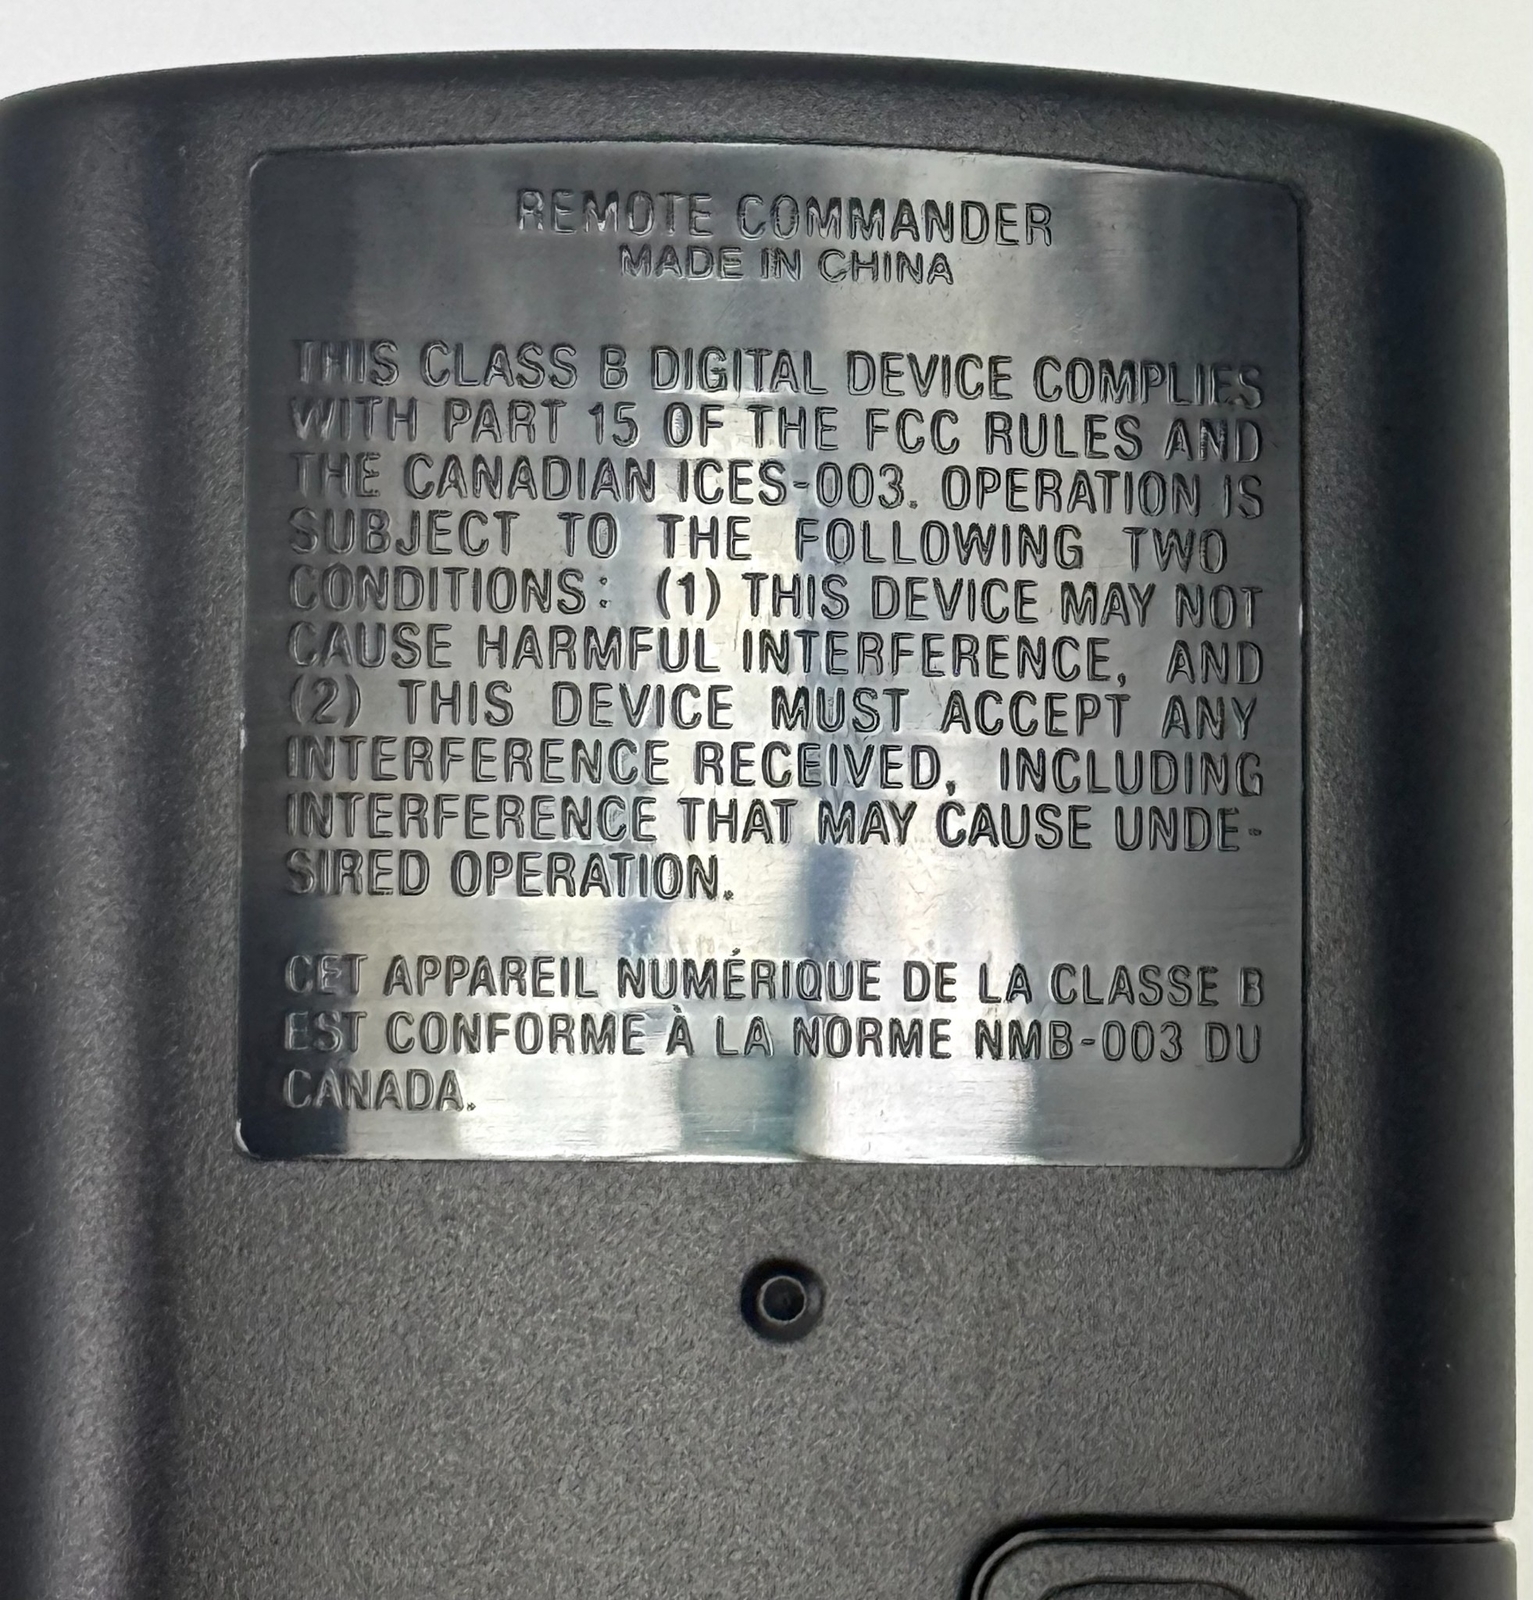 REMOTE COMMANDER
MADE IN CHINA
THIS CLASS B DIGITAL DEVICE COMPLIES
WITH PART 15 OF THE FCC RULES AND
THE CANADIAN ICES-003. OPERATION IS
SUBJECT TO THE FOLLOWING TWO
CONDITIONS: (1) THIS DEVICE MAY NOT
CAUSE HARMFUL INTERFERENCE, AND
(2) THIS DEVICE MUST ACCEPT ANY
INTERFERENCE RECEIVED, INCLUDING
INTERFERENCE THAT MAY CAUSE UNDE-
SIRED OPERATION.
CET APPAREIL NUMÉRIQUE DE LA CLASSE B
EST CONFORME À LA NORME NMB-003 DU
CANADA.